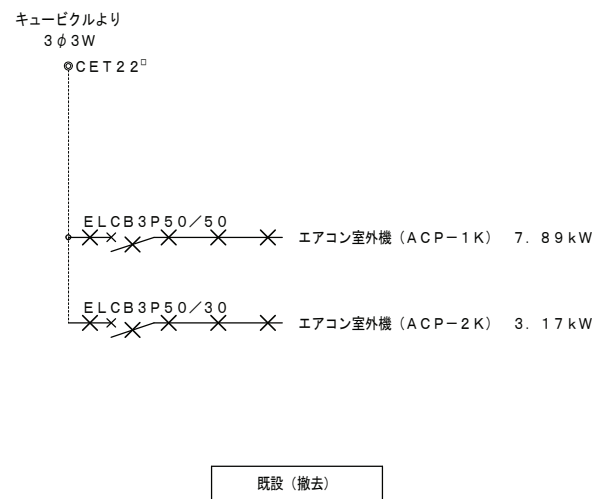 キュービクルより
3φ3W
◎CET22□
ELCB3P50/50
エアコン室外機(ACP-1K) 7.89kW
ELCB3P50/30
エアコン室外機(ACP-2K) 3.17kW
既設(撤去)